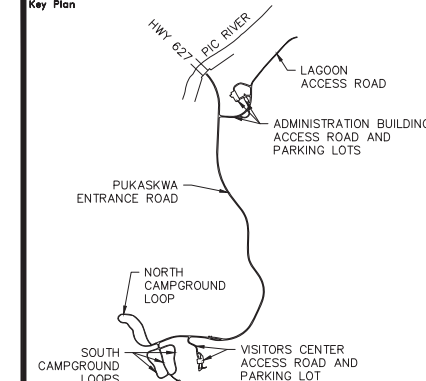 Key Plan
HWY 627
PIC RIVER
LAGOON
ACCESS ROAD
ADMINISTRATION BUILDING
ACCESS ROAD AND
PARKING LOTS
PUKASKWA
ENTRANCE ROAD
NORTH
CAMPGROUND
LOOP
SOUTH
CAMPGROUND
LOOPS
VISITORS CENTER
ACCESS ROAD AND
PARKING LOT